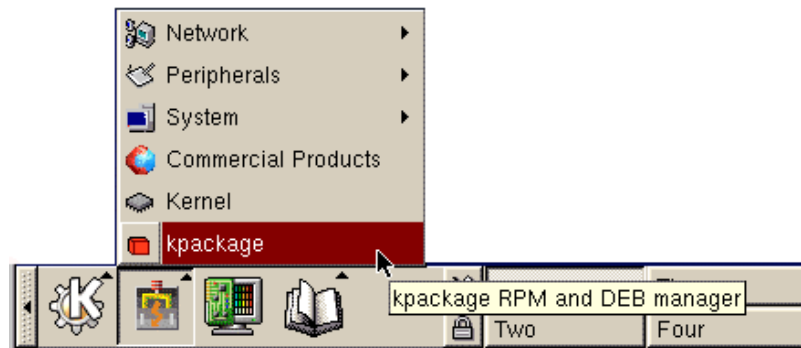 Network
Peripherals
System
Commercial Products
Kernel
kpackage
kpackage RPM and DEB manager
Two
Four